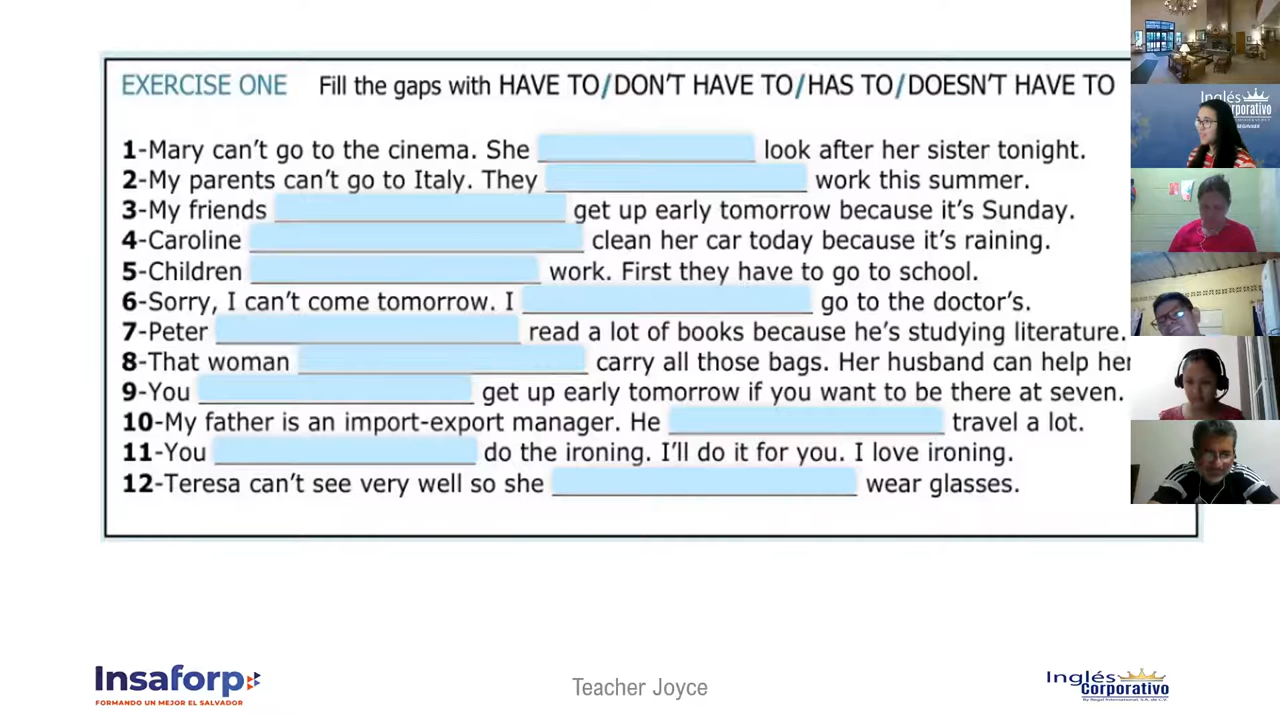 EXERCISE ONE Fill the gaps with HAVE TO/DON'T HAVE TO/HAS TO/DOESN'T HAVE TO
1-Mary can't go to the cinema. She look after her sister tonight.
2-My parents can't go to Italy. They work this summer.
3-My friends get up early tomorrow because it's Sunday.
4-Caroline clean her car today because it's raining.
5-Children work. First they have to go to school.
6-Sorry, I can't come tomorrow. I go to the doctor's.
7-Peter read a lot of books because he's studying literature.
8-That woman carry all those bags. Her husband can help her
9-You get up early tomorrow if you want to be there at seven.
10-My father is an import-export manager. He travel a lot.
11-You do the ironing. I'll do it for you. I love ironing.
12-Teresa can't see very well so she wear glasses.
Inglés
Corporativo
Insaforp
FORMANDO UN MEJOR EL SALVADOR
Teacher Joyce
Inglés
Corporativo
By Regal International, S.A. de C.V.